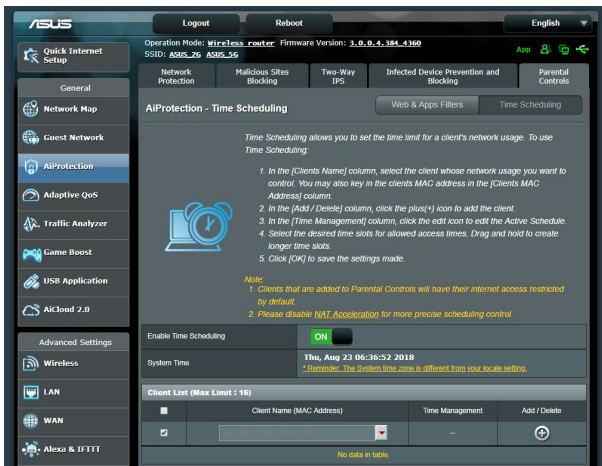 ASUS
Logout
Reboot
English
Quick Internet
Setup
Operation Mode: Wireless router Firmware Version: 3.0.0.4.384_4360
SSID: ASUS_2G ASUS_5G
App
General
Network Map
Guest Network
AiProtection
Adaptive QoS
Traffic Analyzer
Game Boost
USB Application
AiCloud 2.0
Advanced Settings
Wireless
LAN
WAN
Alexa & IFTTT
Network
Protection
Malicious Sites
Blocking
Two-Way
IPS
Infected Device Prevention and
Blocking
Parental
Controls
AiProtection - Time Scheduling
Web & Apps Filters
Time Scheduling
Time Scheduling allows you to set the time limit for a client's network usage. To use
Time Scheduling:
1. In the [Clients Name] column, select the client whose network usage you want to
control. You may also key in the clients MAC address in the [Clients MAC
Address] column.
2. In the [Add / Delete] column, click the plus(+) icon to add the client.
3. In the [Time Management] column, click the edit icon to edit the Active Schedule.
4. Select the desired time slots for allowed access times. Drag and hold to create
longer time slots.
5. Click [OK] to save the settings made.
Note:
1. Clients that are added to Parental Controls will have their internet access restricted
by default.
2. Please disable NAT Acceleration for more precise scheduling control.
Enable Time Scheduling
ON
System Time
Thu, Aug 23 06:36:52 2018
* Reminder: The System time zone is different from your locale setting.
Client List (Max Limit : 16)
Client Name (MAC Address)
Time Management
Add / Delete
--
No data in table.